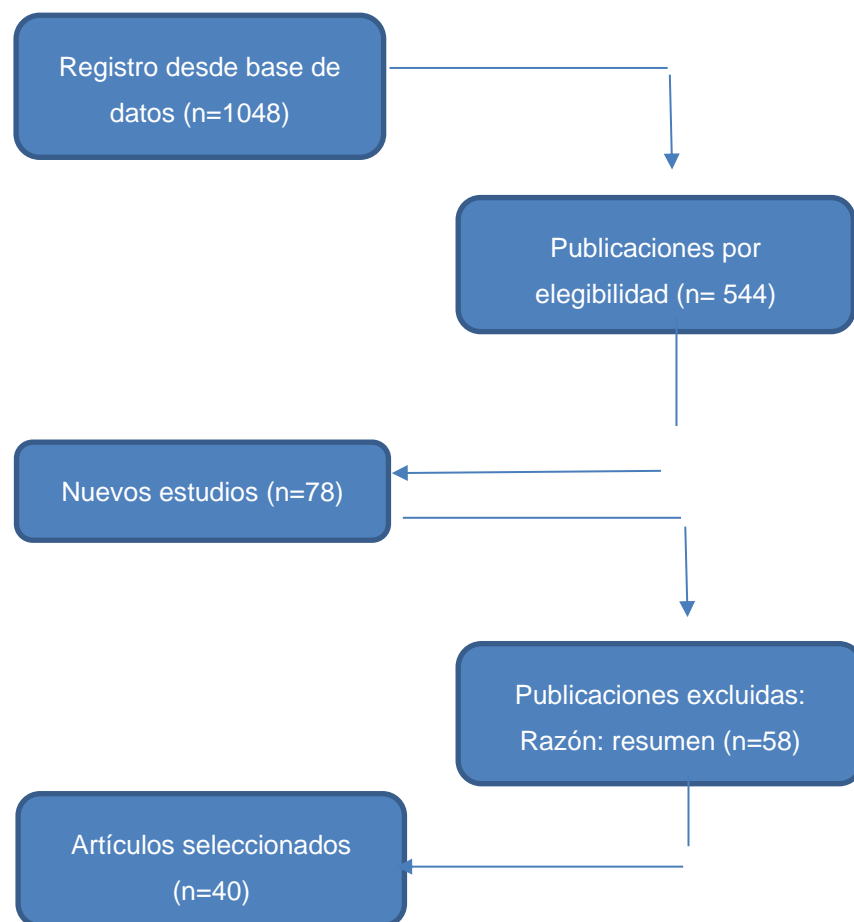 Registro desde base de
datos (n=1048)
Publicaciones por
elegibilidad (n= 544)
Nuevos estudios (n=78)
Publicaciones excluidas:
Razón: resumen (n=58)
Artículos seleccionados
(n=40)